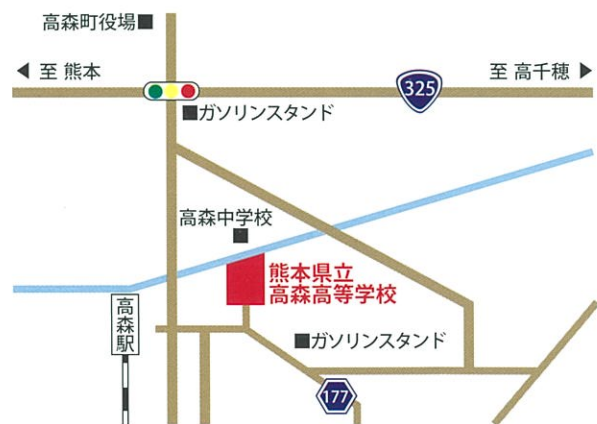 高森町役場■
◀ 至 熊本
至 高千穂 ▶
325
■ガソリンスタンド
高森中学校
熊本県立
高森高等学校
高森駅
■ガソリンスタンド
177